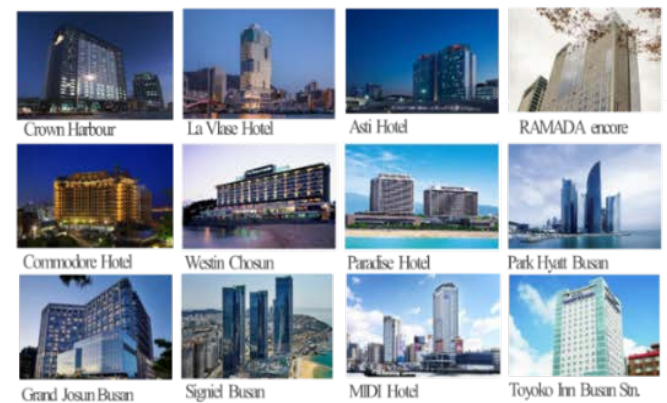 Crown Harbour
La Vlase Hotel
Asti Hotel
RAMADA encore
Commodore Hotel
Westin Chosun
Paradise Hotel
Park Hyatt Busan
Grand Josun Busan
Signiel Busan
MIDI Hotel
Toyoko Inn Busan Stn.